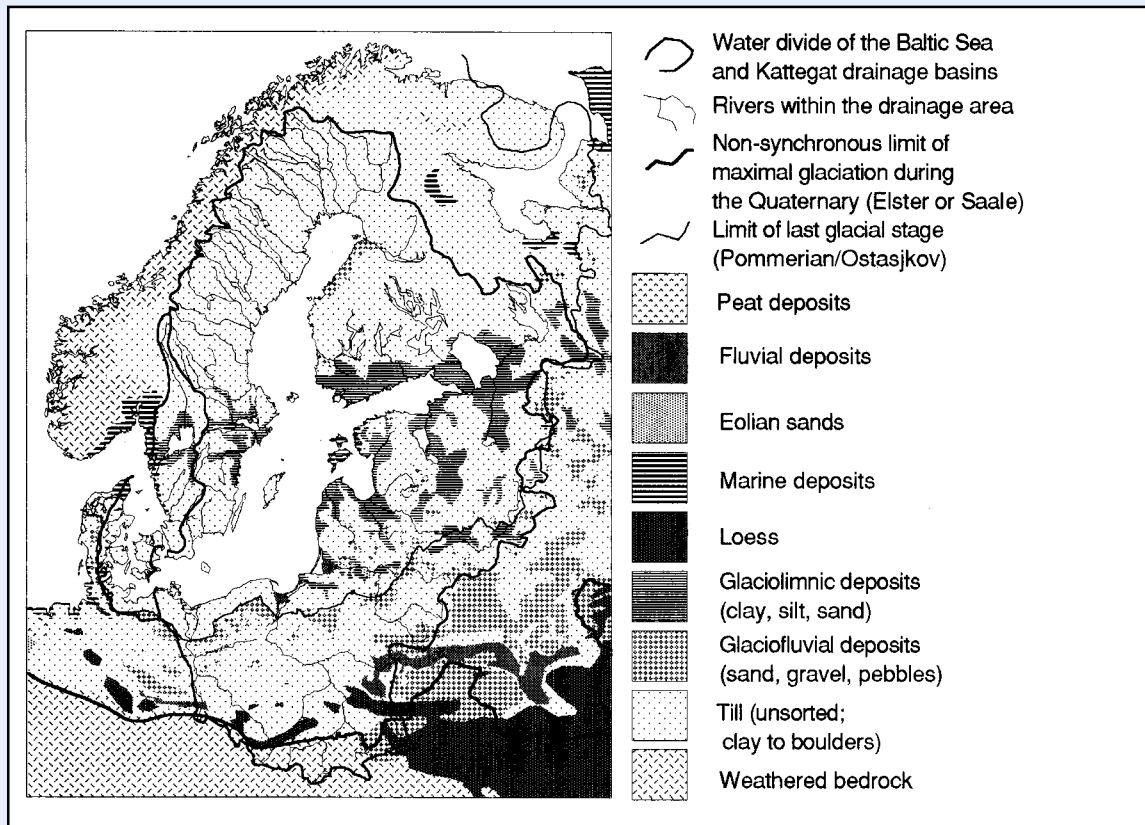 Water divide of the Baltic Sea
and Kattegat drainage basins
Rivers within the drainage area
Non-synchronous limit of
maximal glaciation during
the Quaternary (Elster or Saale)
Limit of last glacial stage
(Pommerian/Ostasjkov)
Peat deposits
Fluvial deposits
Eolian sands
Marine deposits
Loess
Glaciolimnic deposits
(clay, silt, sand)
Glaciofluvial deposits
(sand, gravel, pebbles)
Till (unsorted;
clay to boulders)
Weathered bedrock